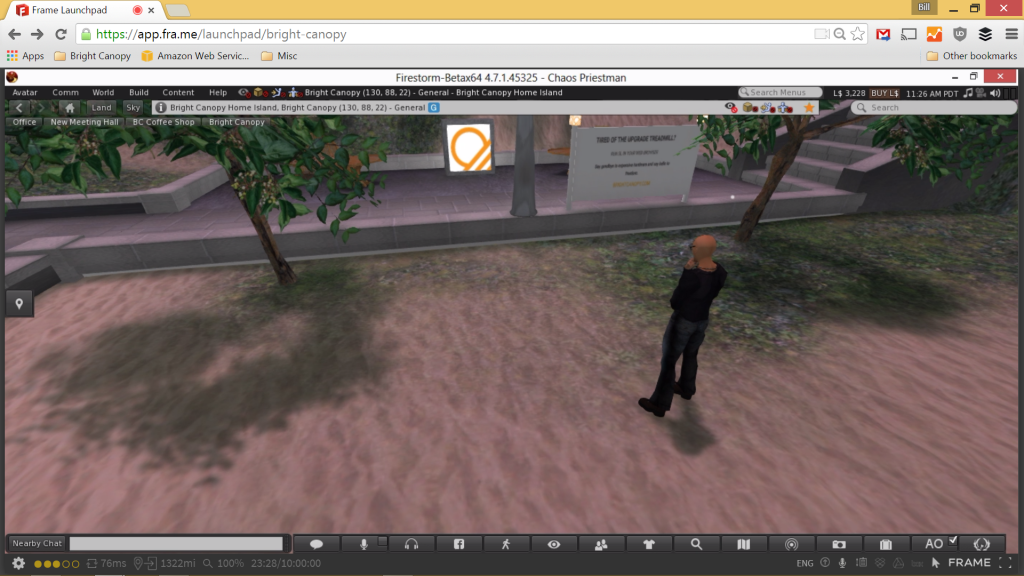 Frame Launchpad
Bill
https://app.fra.me/launchpad/bright-canopy
Apps Bright Canopy Amazon Web Servic... Misc Other bookmarks
Firestorm-Betax64 4.7.1.45325 - Chaos Priestman
Avatar Comm World Build Content Help Bright Canopy (130, 88, 22) - General - Bright Canopy Home Island Search Menus L$ 3,228 BUY L$ 11:26 AM PDT
Land Sky Bright Canopy Home Island, Bright Canopy (130, 88, 22) - General G Search
Office New Meeting Hall BC Coffee Shop Bright Canopy
TIRED OF THE UPGRADE TREADMILL?
Nearby Chat AO
76ms 1322mi 100% 23:28/10:00:00 ENG FRAME